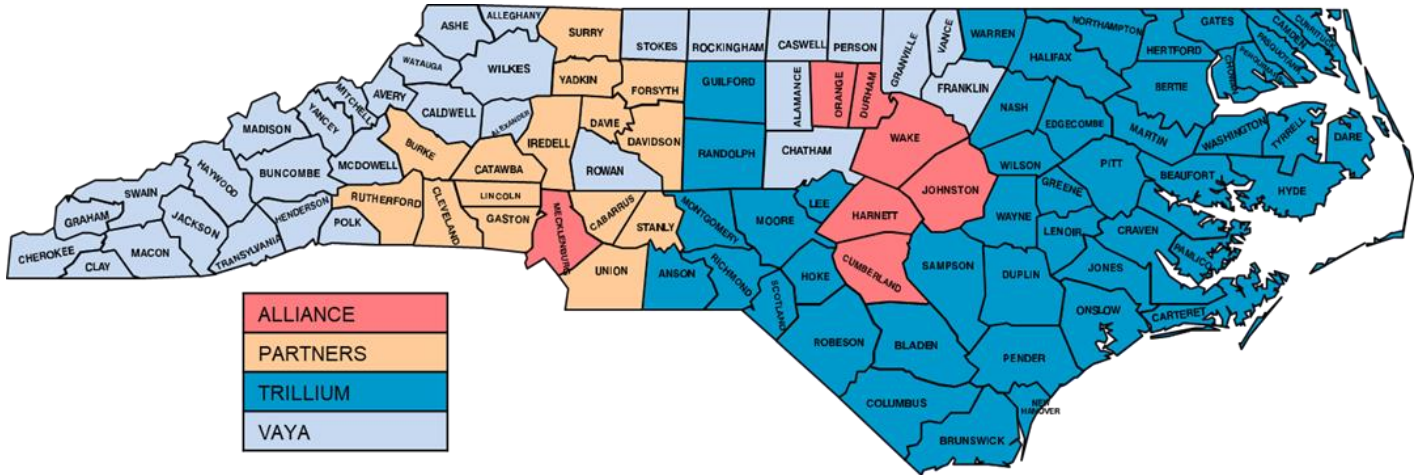 ASHE
ALLEGHANY
SURRY
STOKES
ROCKINGHAM
CASWELL
PERSON
GRANVILLE
VANCE
WARREN
NORTHAMPTON
GATES
CAMDEN
CURRITUCK
PASQUOTANK
PERQUIMANS
CHOWAN
HERTFORD
HALIFAX
BERTIE
WATAUGA
WILKES
YADKIN
FORSYTH
GUILFORD
ALAMANCE
ORANGE
DURHAM
FRANKLIN
NASH
EDGECOMBE
MARTIN
WASHINGTON
TYRRELL
DARE
MITCHELL
AVERY
CALDWELL
ALEXANDER
IREDELL
DAVIE
DAVIDSON
RANDOLPH
CHATHAM
WAKE
WILSON
PITT
BEAUFORT
HYDE
MADISON
YANCEY
MCDOWELL
BURKE
CATAWBA
ROWAN
JOHNSTON
GREENE
WAYNE
LENOIR
CRAVEN
PAMLICO
HAYWOOD
BUNCOMBE
RUTHERFORD
CLEVELAND
LINCOLN
GASTON
MECKLENBURG
CABARRUS
STANLY
MONTGOMERY
MOORE
LEE
HARNETT
SWAIN
GRAHAM
JACKSON
HENDERSON
POLK
CHEROKEE
CLAY
MACON
TRANSYLVANIA
UNION
ANSON
RICHMOND
SCOTLAND
HOKE
CUMBERLAND
SAMPSON
DUPLIN
JONES
ONSLOW
CARTERET
ROBESON
BLADEN
PENDER
COLUMBUS
NEW
HANOVER
BRUNSWICK
ALLIANCE
PARTNERS
TRILLIUM
VAYA